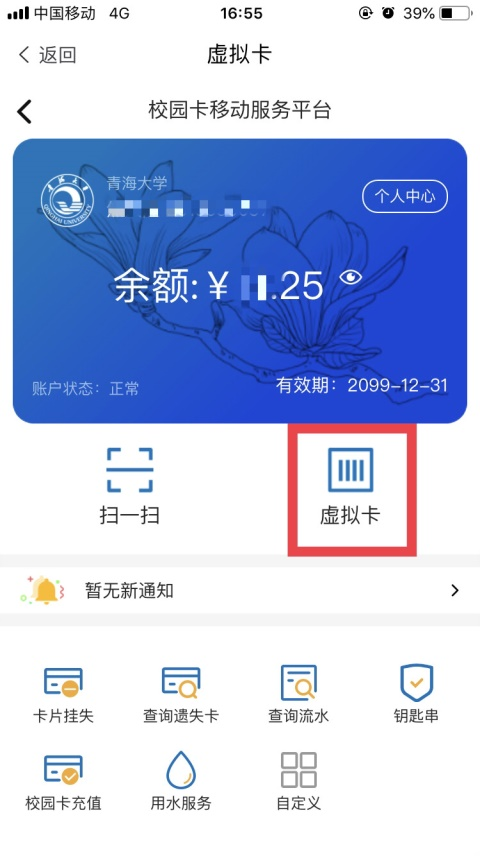 中国移动 4G 16:55 39%
返回 虚拟卡
校园卡移动服务平台
青海大学
QINGHAI UNIVERSITY
个人中心
余额:￥ .25
账户状态：正常 有效期：2099-12-31
扫一扫 虚拟卡
暂无新通知
卡片挂失 查询遗失卡 查询流水 钥匙串
校园卡充值 用水服务 自定义